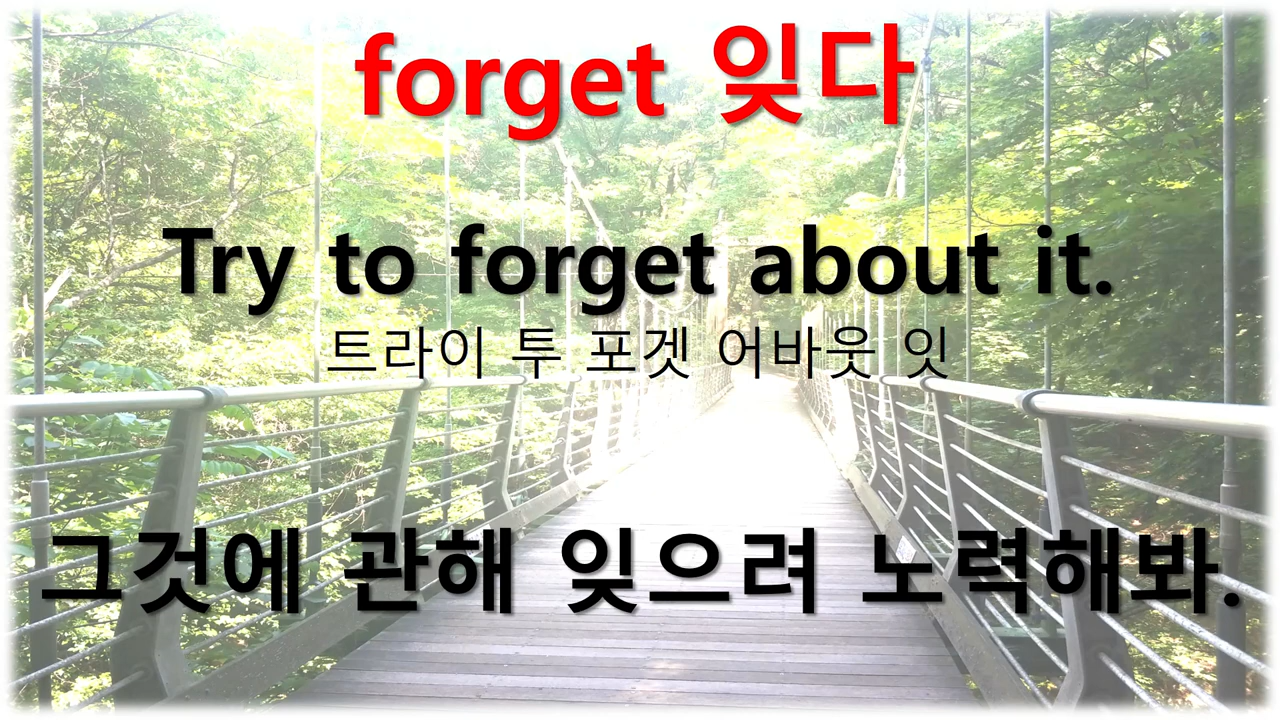 forget 잊다
Try to forget about it.
트라이 투 포겟 어바웃 잇
그것에 관해 잊으려 노력해봐.